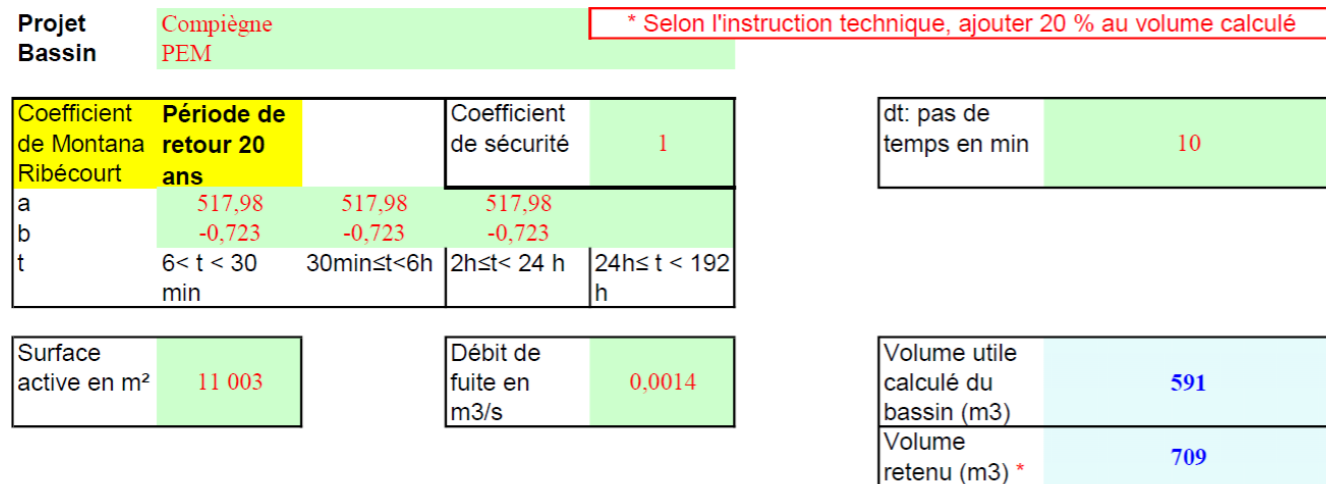 Projet Compiègne * Selon l'instruction technique, ajouter 20 % au volume calculé
Bassin PEM
Coefficient Période de Coefficient dt: pas de
de Montana retour 20 de sécurité 1 temps en min 10
Ribécourt ans
a 517,98 517,98 517,98
b -0,723 -0,723 -0,723
t 6< t < 30 30min≤t<6h 2h≤t< 24 h 24h≤ t < 192
min h
Surface Débit de Volume utile
active en m² 11 003 fuite en 0,0014 calculé du 591
m3/s bassin (m3)
Volume
retenu (m3) * 709